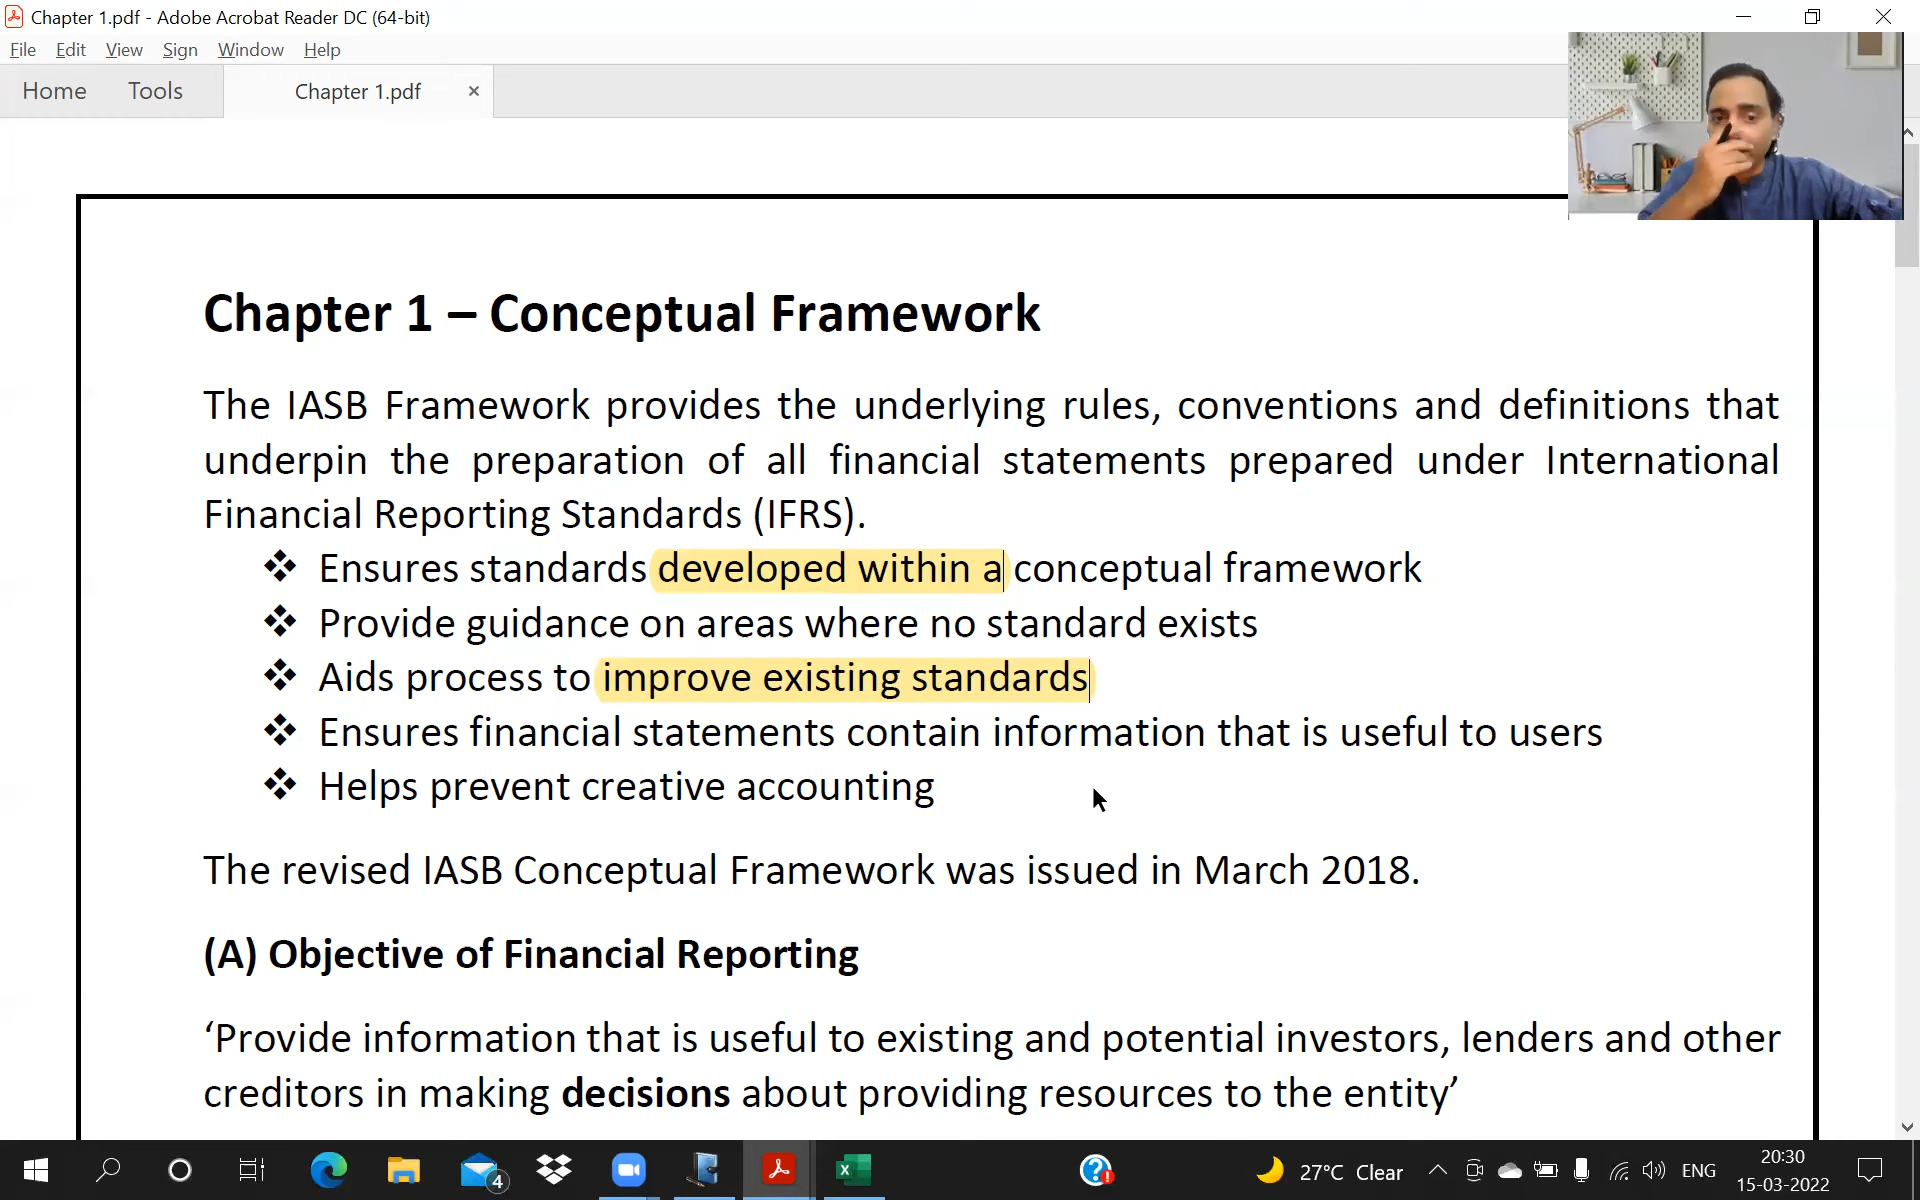 Chapter 1.pdf - Adobe Acrobat Reader DC (64-bit)
File Edit View Sign Window Help
Home Tools Chapter 1.pdf ×
Chapter 1 – Conceptual Framework
The IASB Framework provides the underlying rules, conventions and definitions that
underpin the preparation of all financial statements prepared under International
Financial Reporting Standards (IFRS).
❖ Ensures standards developed within a conceptual framework
❖ Provide guidance on areas where no standard exists
❖ Aids process to improve existing standards
❖ Ensures financial statements contain information that is useful to users
❖ Helps prevent creative accounting
The revised IASB Conceptual Framework was issued in March 2018.
(A) Objective of Financial Reporting
‘Provide information that is useful to existing and potential investors, lenders and other
creditors in making decisions about providing resources to the entity’
4
27°C Clear
ENG
20:30
15-03-2022